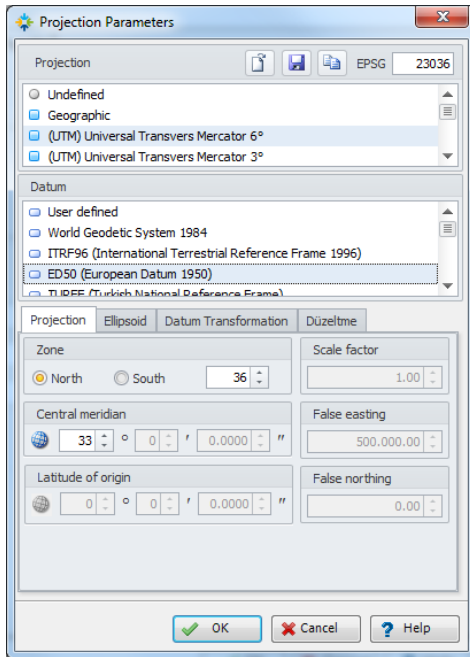 Projection Parameters
Projection EPSG 23036
Undefined
Geographic
(UTM) Universal Transvers Mercator 6°
(UTM) Universal Transvers Mercator 3°
Datum
User defined
World Geodetic System 1984
ITRF96 (International Terrestrial Reference Frame 1996)
ED50 (European Datum 1950)
TUREF (Turkish National Reference Frame)
Projection Ellipsoid Datum Transformation Düzeltme
Zone Scale factor
North South 36 1.00
Central meridian False easting
33 ° 0 ' 0.0000 " 500.000.00
Latitude of origin False northing
0 ° 0 ' 0.0000 " 0.00
OK Cancel ? Help